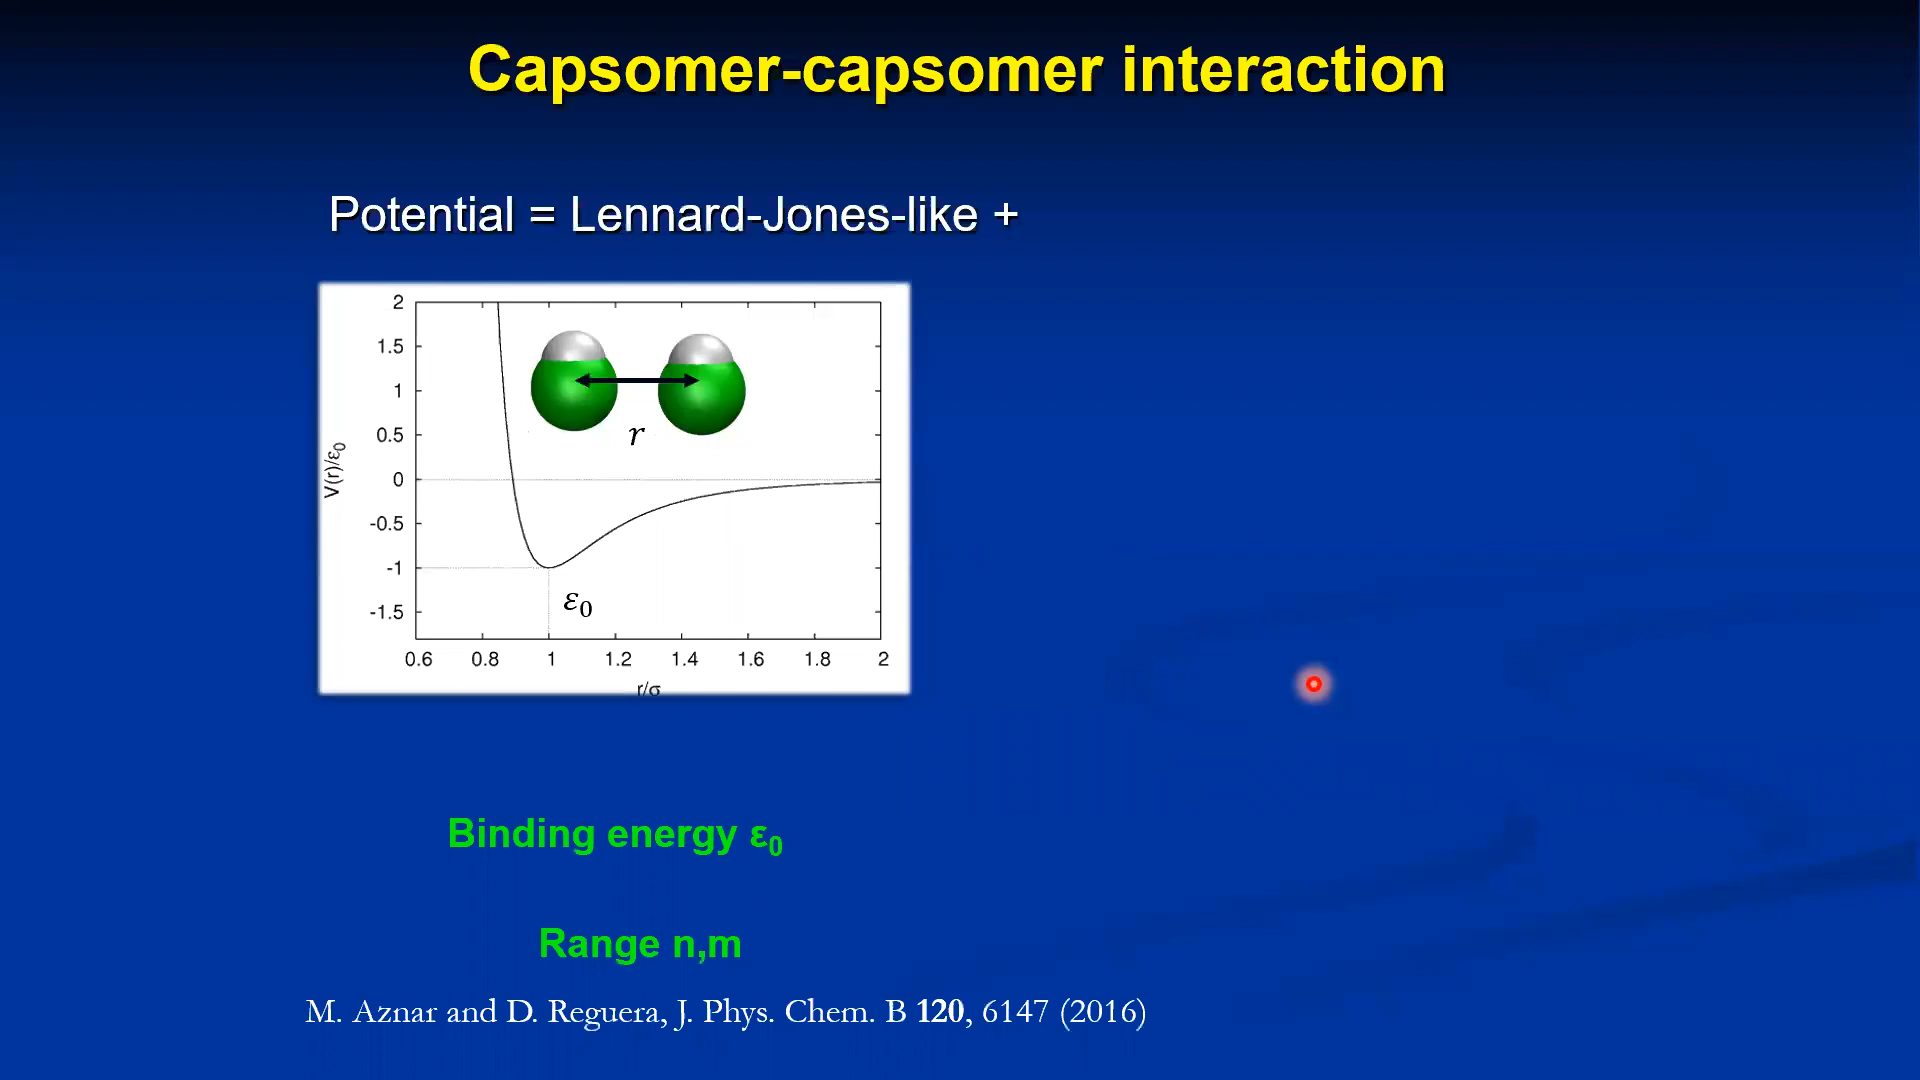 Capsomer-capsomer interaction
Potential = Lennard-Jones-like +
2
1.5
1
0.5
0
-0.5
-1
-1.5
V(r)/ε0
r
ε0
0.6 0.8 1 1.2 1.4 1.6 1.8 2
r/σ
Binding energy ε0
Range n,m
M. Aznar and D. Reguera, J. Phys. Chem. B 120, 6147 (2016)